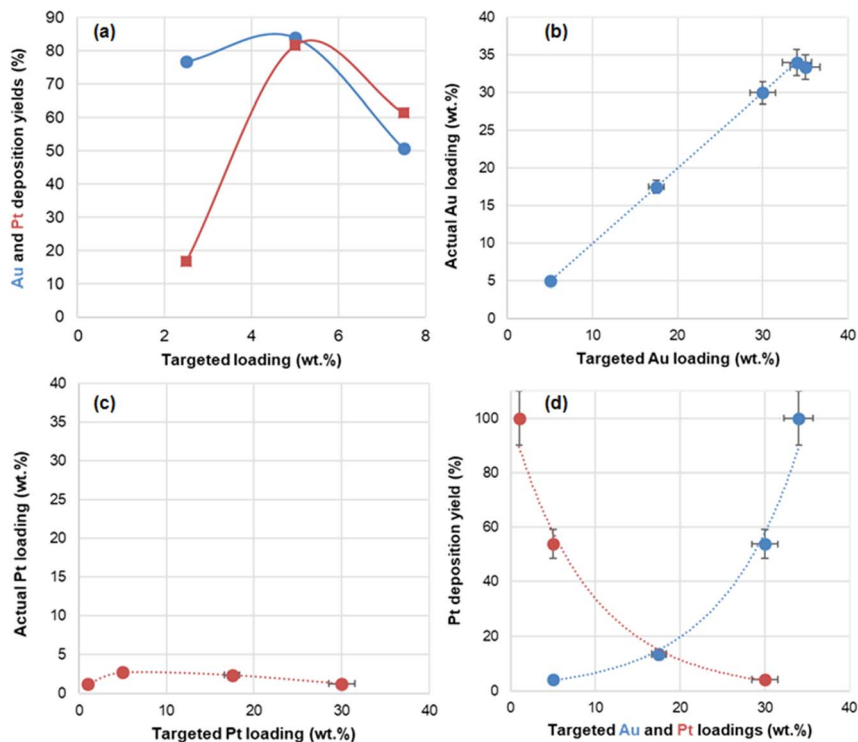 (a)
Au and Pt deposition yields (%)
90
80
70
60
50
40
30
20
10
0
0 2 4 6 8
Targeted loading (wt.%)
(b)
Actual Au loading (wt.%)
40
35
30
25
20
15
10
5
0
0 10 20 30 40
Targeted Au loading (wt.%)
(c)
Actual Pt loading (wt.%)
40
35
30
25
20
15
10
5
0
0 10 20 30 40
Targeted Pt loading (wt.%)
(d)
Pt deposition yield (%)
100
80
60
40
20
0
0 10 20 30 40
Targeted Au and Pt loadings (wt.%)